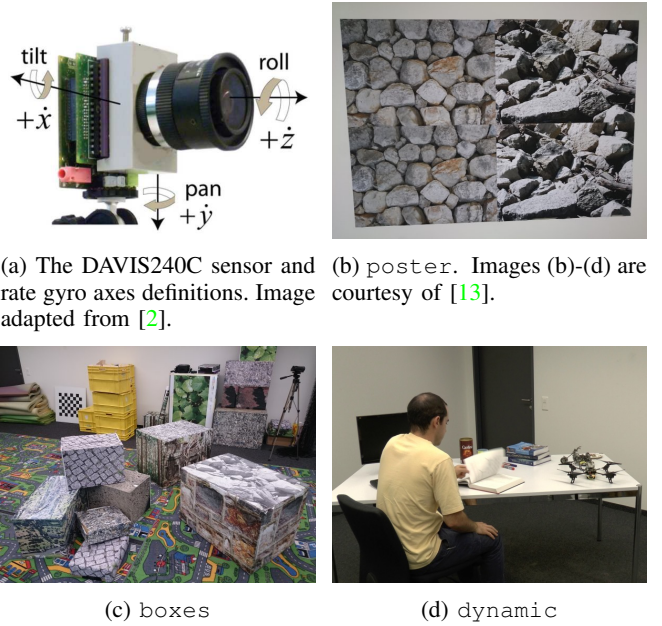 tilt
roll
+ẋ
+ż
pan
+ẏ
(a) The DAVIS240C sensor and
rate gyro axes definitions. Image
adapted from [2].
(b) poster. Images (b)-(d) are
courtesy of [13].
(c) boxes
(d) dynamic